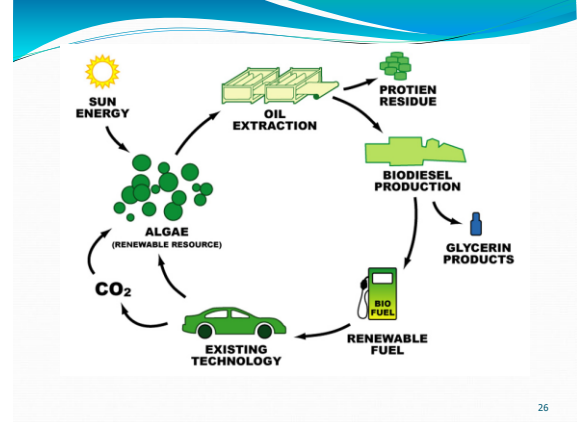 SUN
ENERGY
OIL
EXTRACTION
PROTIEN
RESIDUE
BIODIESEL
PRODUCTION
GLYCERIN
PRODUCTS
ALGAE
(RENEWABLE RESOURCE)
CO₂
BIO
FUEL
RENEWABLE
FUEL
EXISTING
TECHNOLOGY
26